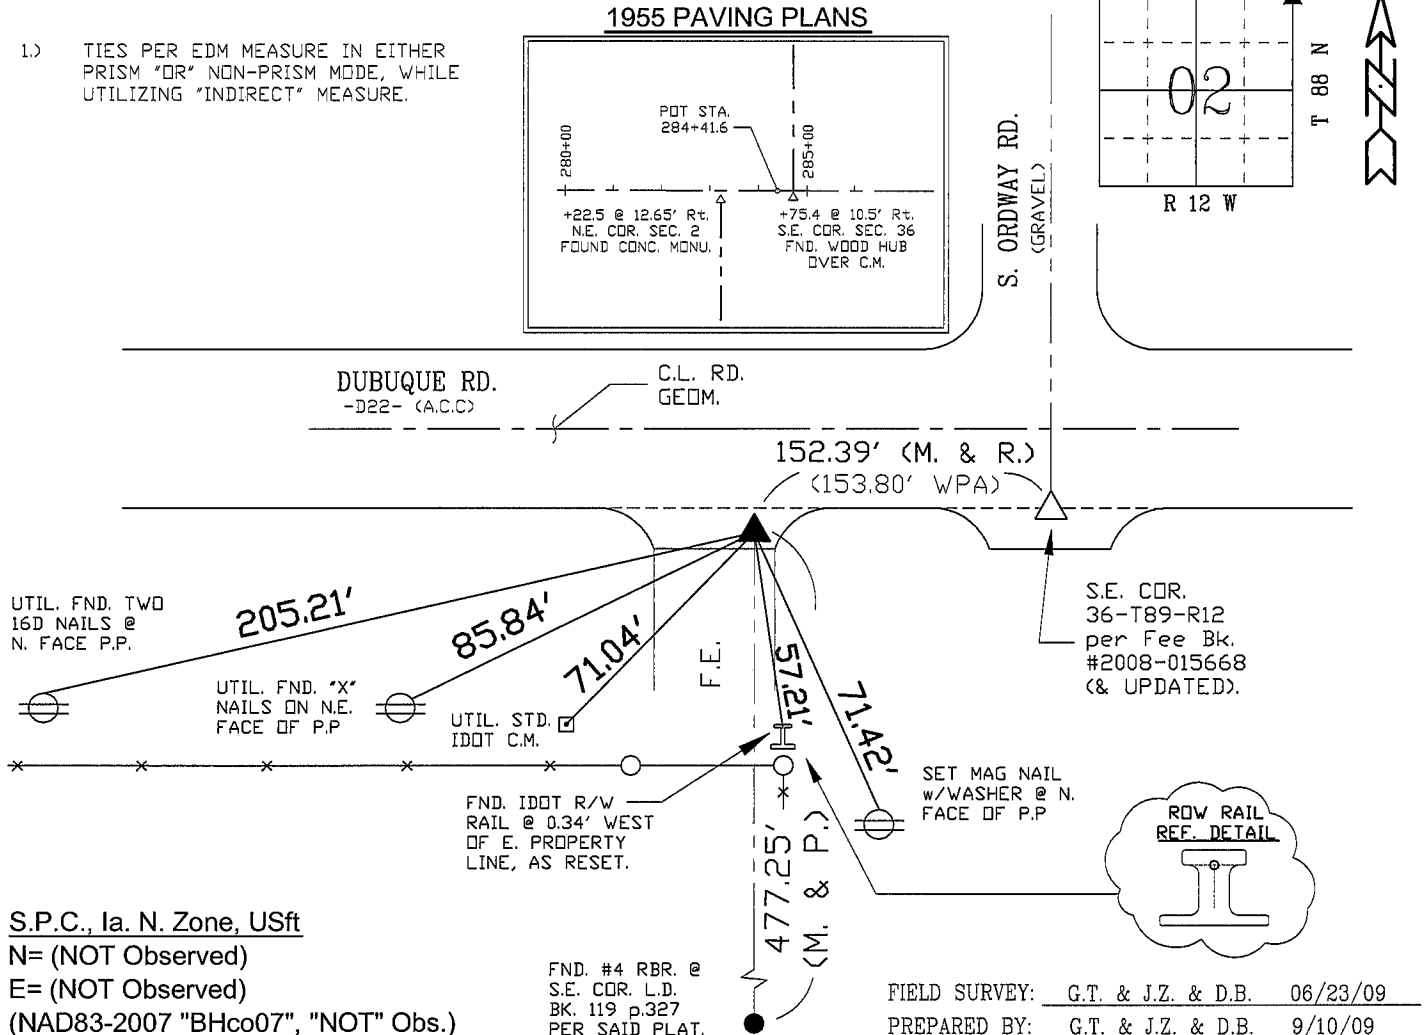 1955 PAVING PLANS
1.) TIES PER EDM MEASURE IN EITHER
PRISM "OR" NON-PRISM MODE, WHILE
UTILIZING "INDIRECT" MEASURE.
POT STA.
284+41.6
280+00
285+00
+22.5 @ 12.65' Rt.
N.E. COR. SEC. 2
FOUND CONC. MONU.
+75.4 @ 10.5' Rt.
S.E. COR. SEC. 36
FND. WOOD HUB
OVER C.M.
S. ORDWAY RD.
(GRAVEL)
02
T 88 N
R 12 W
N
DUBUQUE RD.
-D22- (A.C.C)
C.L. RD.
GEOM.
152.39' (M. & R.)
(153.80' WPA)
UTIL. FND. TWO
16D NAILS @
N. FACE P.P.
205.21'
85.84'
71.04'
57.21'
71.42'
F.E.
UTIL. FND. "X"
NAILS ON N.E.
FACE OF P.P
UTIL. STD.
IDOT C.M.
S.E. COR.
36-T89-R12
per Fee Bk.
#2008-015668
(& UPDATED).
FND. IDOT R/W
RAIL @ 0.34' WEST
OF E. PROPERTY
LINE, AS RESET.
SET MAG NAIL
w/WASHER @ N.
FACE OF P.P
ROW RAIL
REF. DETAIL
477.25'
(M. & P.)
S.P.C., Ia. N. Zone, USft
N= (NOT Observed)
E= (NOT Observed)
(NAD83-2007 "BHco07", "NOT" Obs.)
FND. #4 RBR. @
S.E. COR. L.D.
BK. 119 p.327
PER SAID PLAT.
FIELD SURVEY: G.T. & J.Z. & D.B. 06/23/09
PREPARED BY: G.T. & J.Z. & D.B. 9/10/09